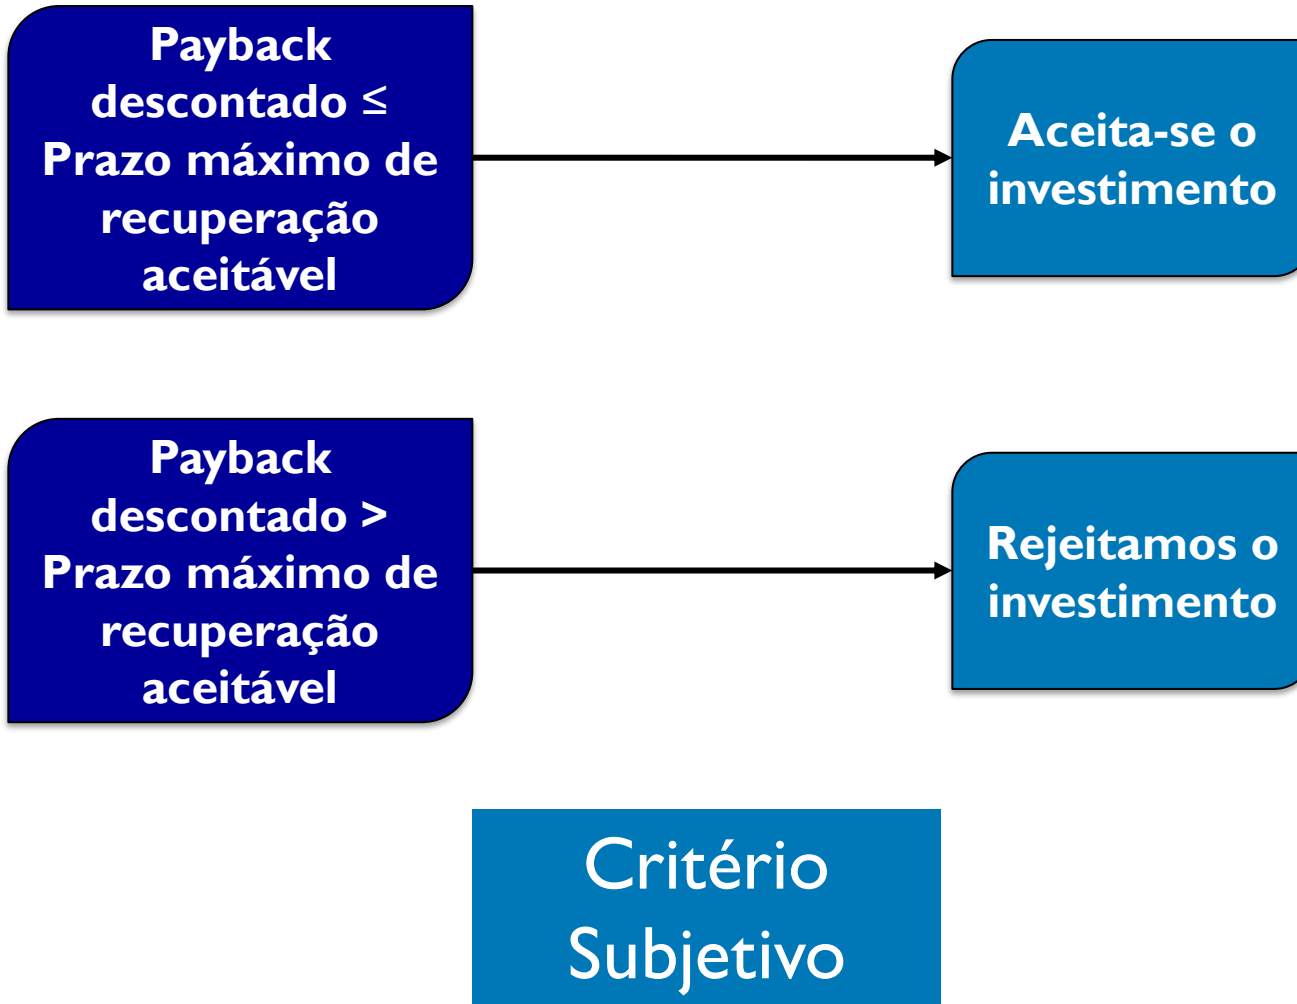 Payback
descontado ≤
Prazo máximo de
recuperação
aceitável
Aceita-se o
investimento
Payback
descontado >
Prazo máximo de
recuperação
aceitável
Rejeitamos o
investimento
Critério
Subjetivo